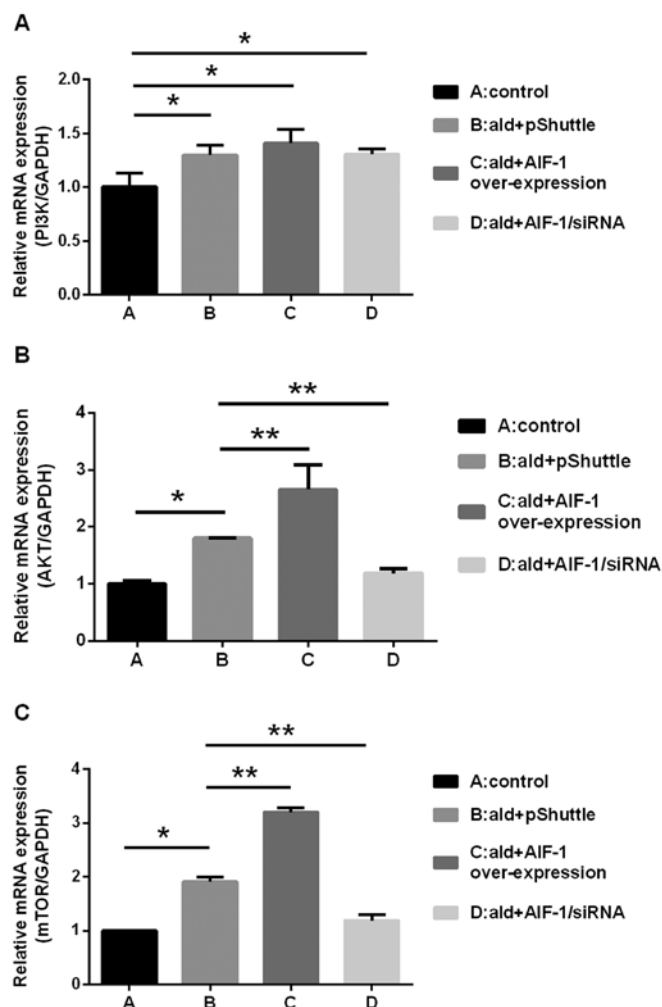 A
*
*
*
Relative mRNA expression
(PI3K/GAPDH)
2.0
1.5
1.0
0.5
0.0
A B C D
A:control
B:ald+pShuttle
C:ald+AIF-1
over-expression
D:ald+AIF-1/siRNA
B
**
**
*
Relative mRNA expression
(AKT/GAPDH)
4
3
2
1
0
A B C D
A:control
B:ald+pShuttle
C:ald+AIF-1
over-expression
D:ald+AIF-1/siRNA
C
**
**
*
Relative mRNA expression
(mTOR/GAPDH)
4
3
2
1
0
A B C D
A:control
B:ald+pShuttle
C:ald+AIF-1
over-expression
D:ald+AIF-1/siRNA